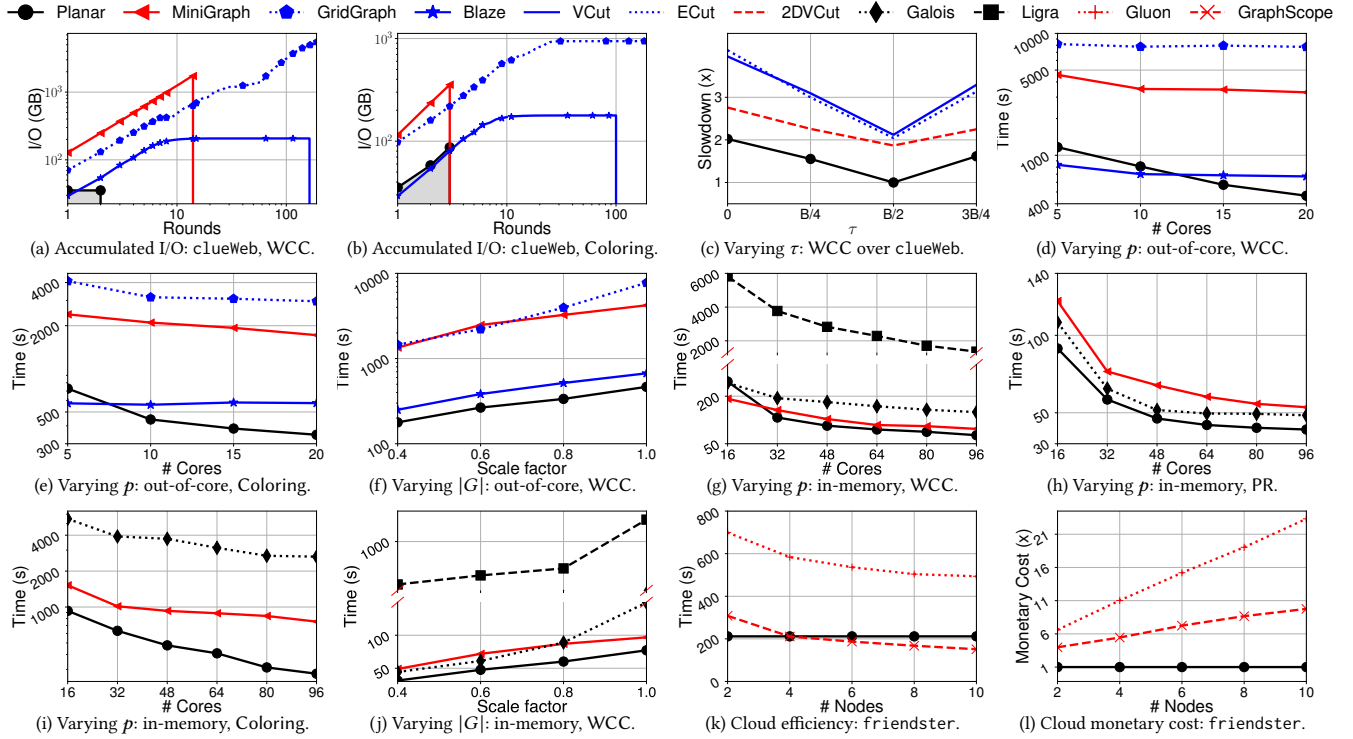 Planar MiniGraph GridGraph Blaze VCut ECut 2DVCut Galois Ligra Gluon GraphScope
I/O (GB)
10³
10²
1 10 100
Rounds
(a) Accumulated I/O: clueWeb, WCC.
I/O (GB)
10³
10²
1 10 100
Rounds
(b) Accumulated I/O: clueWeb, Coloring.
Slowdown (x)
3
2
1
0 B/4 B/2 3B/4
τ
(c) Varying τ: WCC over clueWeb.
Time (s)
10000
5000
1000
400
5 10 15 20
# Cores
(d) Varying p: out-of-core, WCC.
Time (s)
4000
2000
500
300
5 10 15 20
# Cores
(e) Varying p: out-of-core, Coloring.
Time (s)
10000
1000
100
0.4 0.6 0.8 1.0
Scale factor
(f) Varying |G|: out-of-core, WCC.
Time (s)
6000
4000
2000
200
50
16 32 48 64 80 96
# Cores
(g) Varying p: in-memory, WCC.
Time (s)
140
100
50
30
16 32 48 64 80 96
# Cores
(h) Varying p: in-memory, PR.
Time (s)
4000
2000
1000
16 32 48 64 80 96
# Cores
(i) Varying p: in-memory, Coloring.
Time (s)
1000
100
50
0.4 0.6 0.8 1.0
Scale factor
(j) Varying |G|: in-memory, WCC.
Time (s)
800
600
400
200
0
2 4 6 8 10
# Nodes
(k) Cloud efficiency: friendster.
Monetary Cost (x)
21
16
11
6
1
2 4 6 8 10
# Nodes
(l) Cloud monetary cost: friendster.